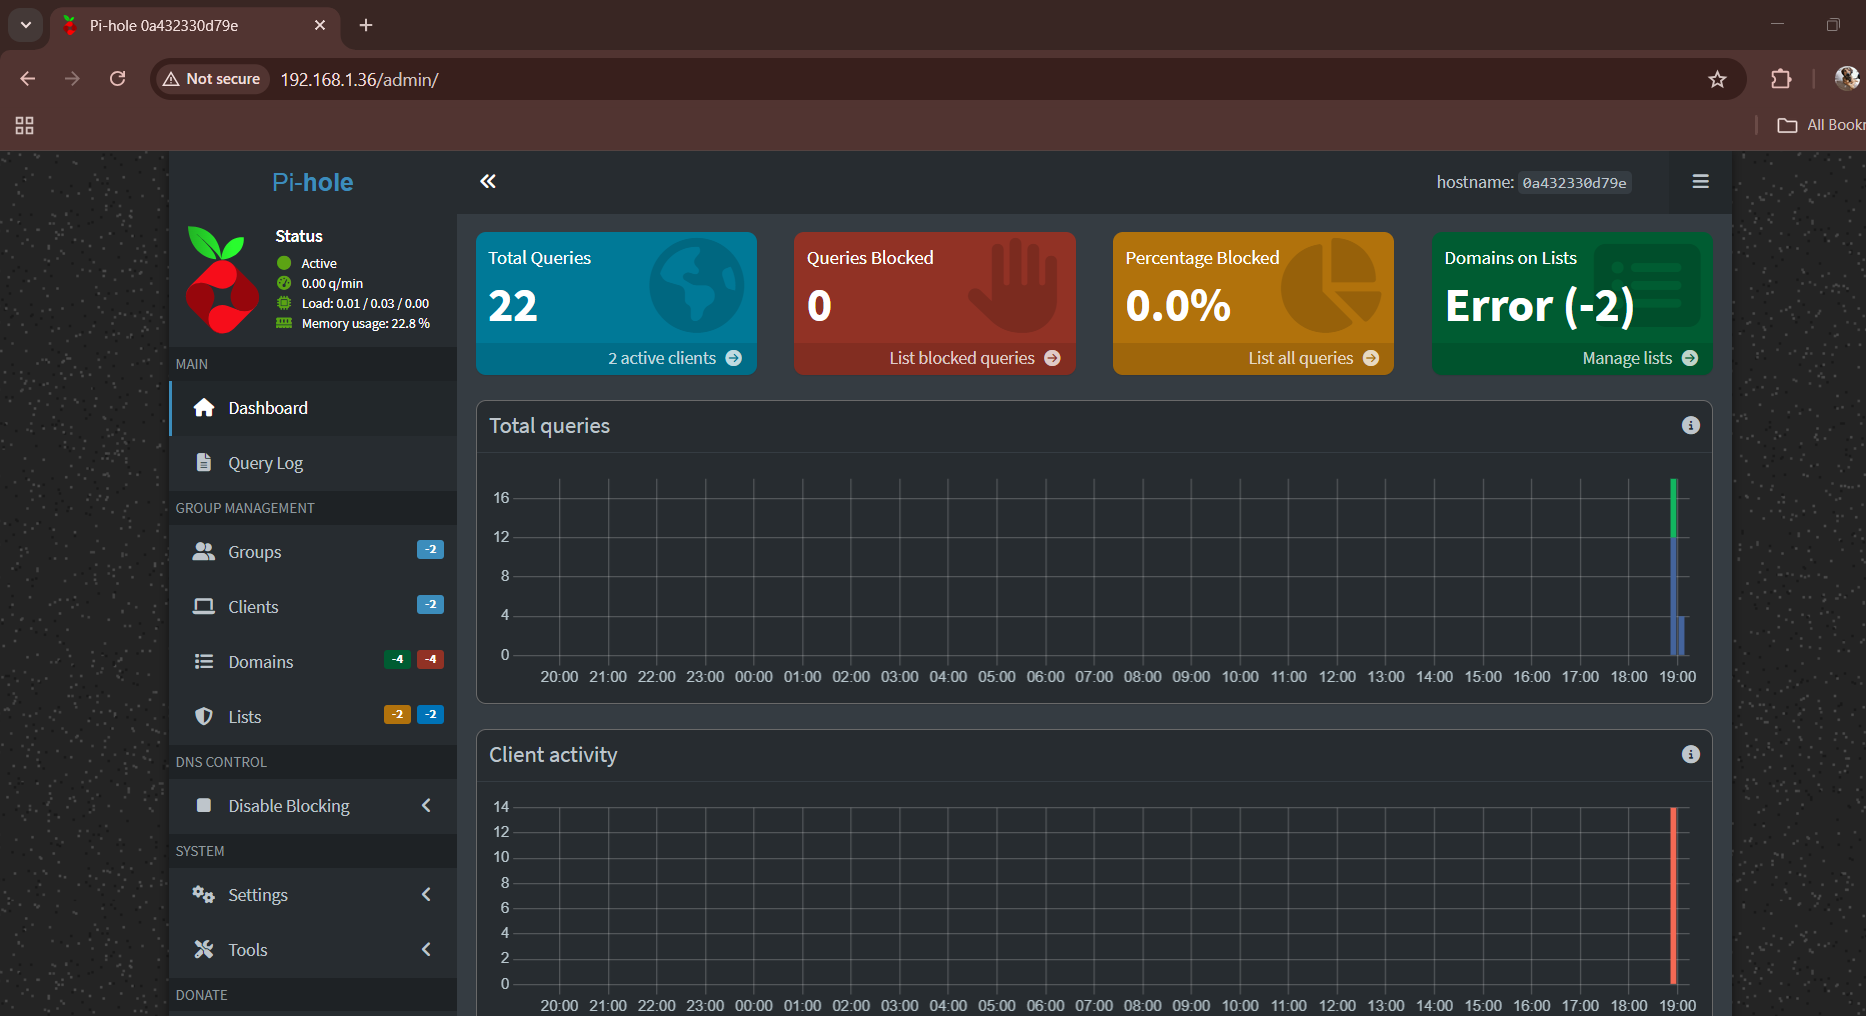 Pi-hole 0a432330d79e
Not secure
192.168.1.36/admin/
All Bookr
Pi-hole
hostname: 0a432330d79e
Status
Active
0.00 q/min
Load: 0.01 / 0.03 / 0.00
Memory usage: 22.8 %
Total Queries
22
2 active clients
Queries Blocked
0
List blocked queries
Percentage Blocked
0.0%
List all queries
Domains on Lists
Error (-2)
Manage lists
MAIN
Dashboard
Query Log
GROUP MANAGEMENT
Groups -2
Clients -2
Domains -4 -4
Lists -2 -2
DNS CONTROL
Disable Blocking
SYSTEM
Settings
Tools
DONATE
Total queries
16
12
8
4
0
20:00 21:00 22:00 23:00 00:00 01:00 02:00 03:00 04:00 05:00 06:00 07:00 08:00 09:00 10:00 11:00 12:00 13:00 14:00 15:00 16:00 17:00 18:00 19:00
Client activity
14
12
10
8
6
4
2
0
20:00 21:00 22:00 23:00 00:00 01:00 02:00 03:00 04:00 05:00 06:00 07:00 08:00 09:00 10:00 11:00 12:00 13:00 14:00 15:00 16:00 17:00 18:00 19:00